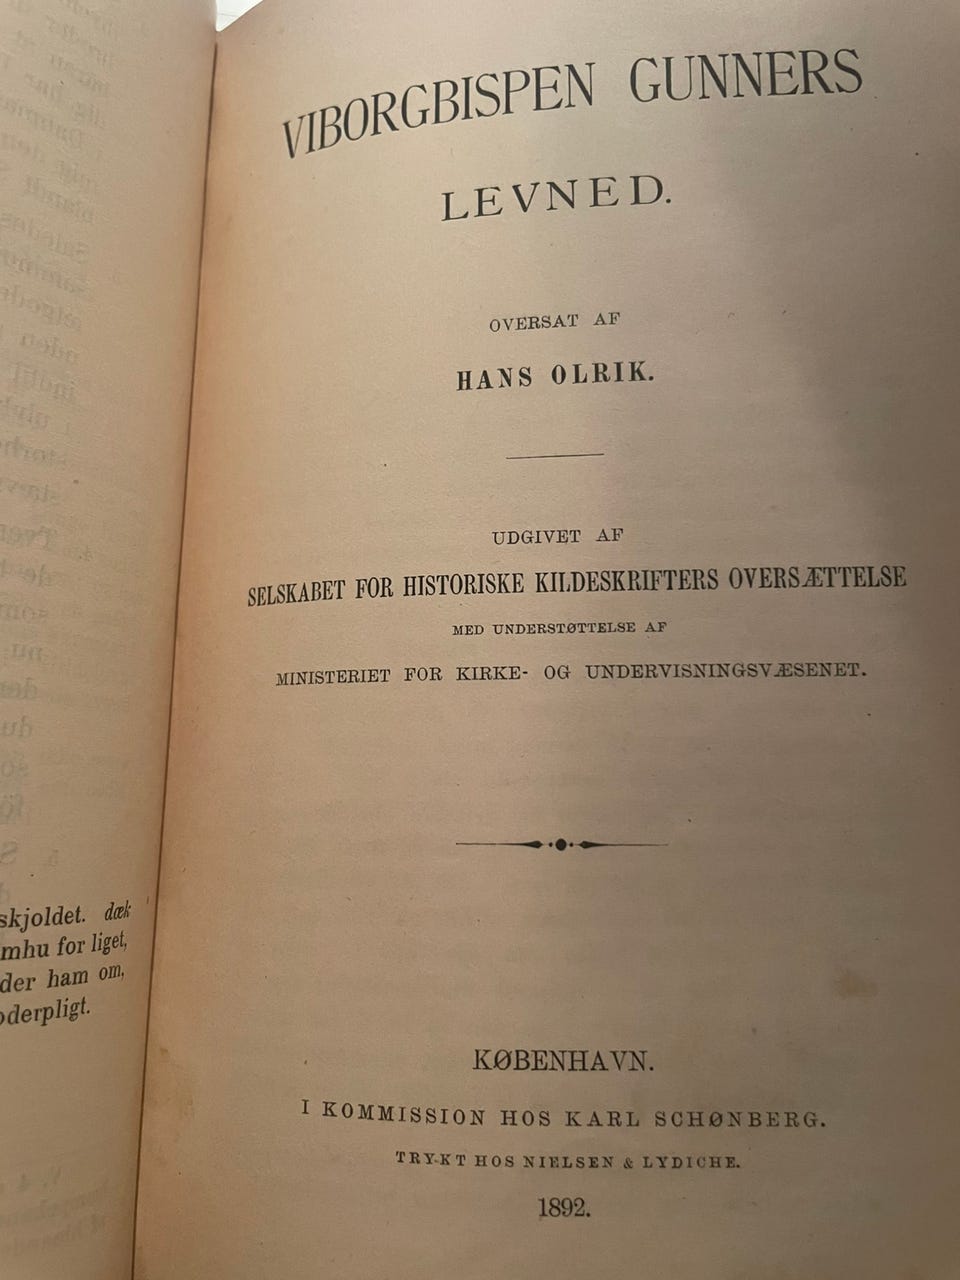 skjoldet. dæk
mhu for liget,
der ham om,
oderpligt.
VIBORGBISPEN GUNNERS
LEVNED.
OVERSAT AF
HANS OLRIK.
UDGIVET AF
SELSKABET FOR HISTORISKE KILDESKRIFTERS OVERSÆTTELSE
MED UNDERSTØTTELSE AF
MINISTERIET FOR KIRKE- OG UNDERVISNINGSVÆSENET.
KØBENHAVN.
I KOMMISSION HOS KARL SCHØNBERG.
TRYKT HOS NIELSEN & LYDICHE.
1892.